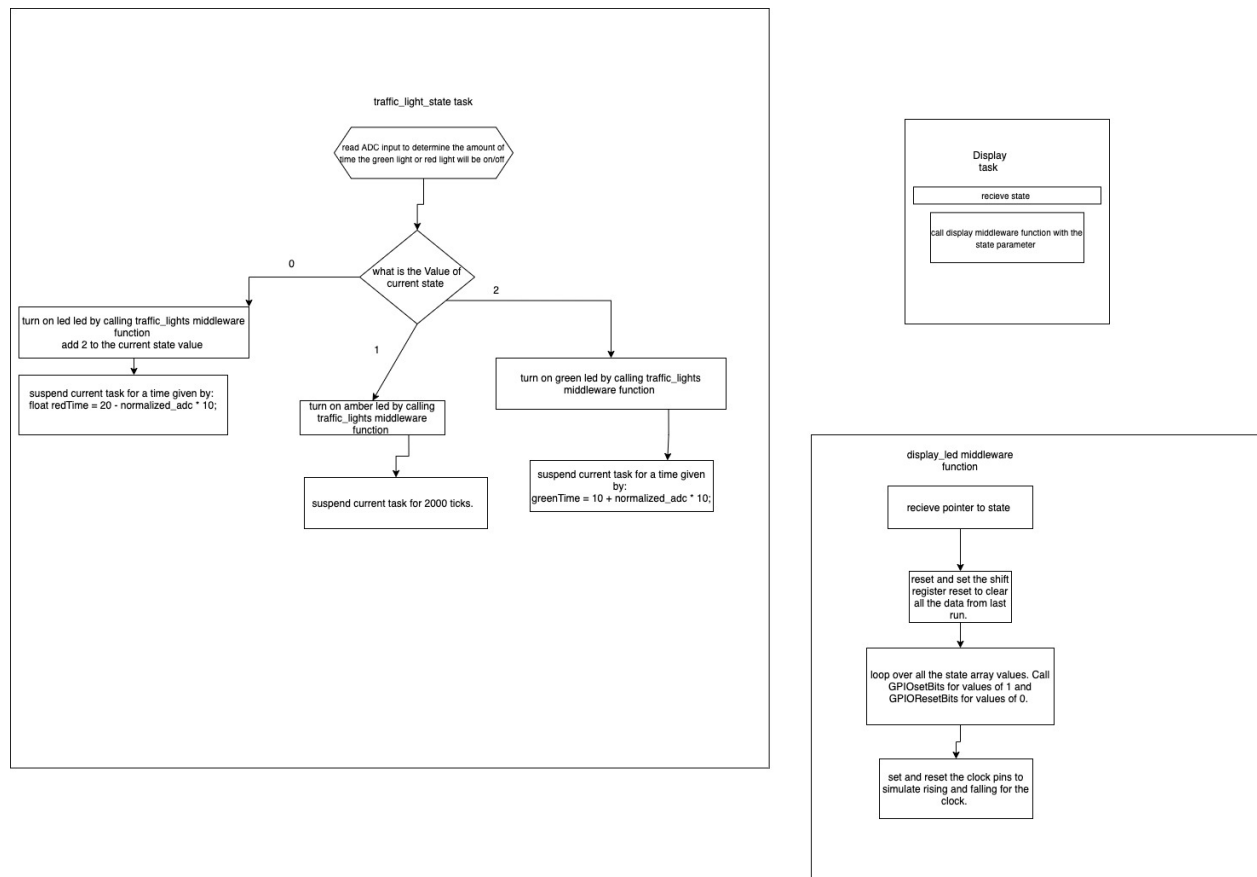 traffic_light_state task
read ADC input to determine the amount of
time the green light or red light will be on/off
what is the Value of
current state
0
1
2
turn on led led by calling traffic_lights middleware
function
add 2 to the current state value
suspend current task for a time given by:
float redTime = 20 - normalized_adc * 10;
turn on amber led by calling
traffic_lights middleware
function
suspend current task for 2000 ticks.
turn on green led by calling traffic_lights
middleware function
suspend current task for a time given
by:
greenTime = 10 + normalized_adc * 10;
Display
task
recieve state
call display middleware function with the
state parameter
display_led middleware
function
recieve pointer to state
reset and set the shift
register reset to clear
all the data from last
run.
loop over all the state array values. Call
GPIOsetBits for values of 1 and
GPIOResetBits for values of 0.
set and reset the clock pins to
simulate rising and falling for the
clock.